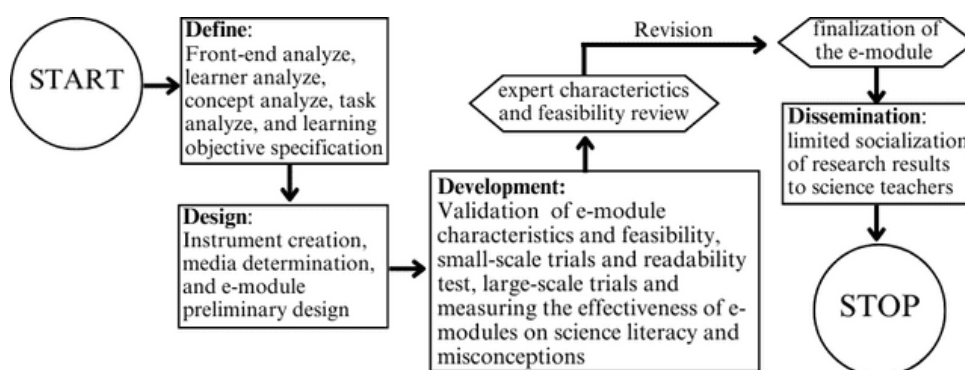 START
Define:
Front-end analyze,
learner analyze,
concept analyze, task
analyze, and learning
objective specification
Design:
Instrument creation,
media determination,
and e-module
preliminary design
Development:
Validation of e-module
characteristics and feasibility,
small-scale trials and readability
test, large-scale trials and
measuring the effectiveness of e-
modules on science literacy and
misconceptions
expert charecterictics
and feasibility review
Revision
finalization of
the e-module
Dissemination:
limited socialization
of research results
to science teachers
STOP